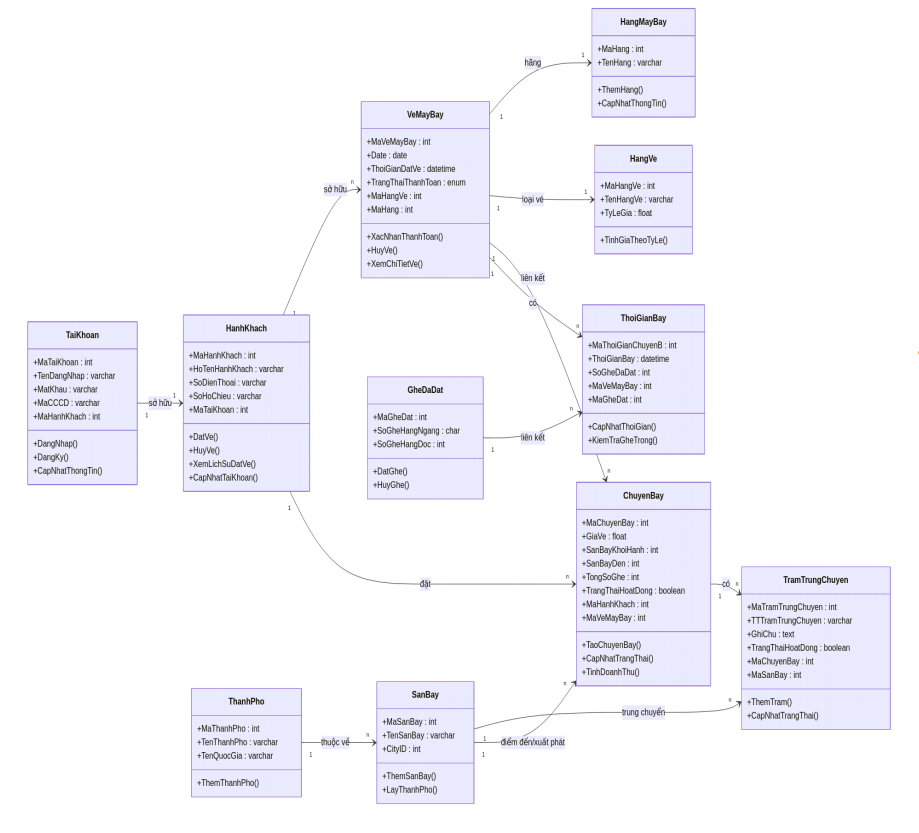 HangMayBay
+MaHang : int
+TenHang : varchar
+ThemHang()
+CapNhatThongTin()
hãng
1
1
VeMayBay
+MaVeMayBay : int
+Date : date
+ThoiGianDatVe : datetime
+TrangThaiThanhToan : enum
+MaHangVe : int
+MaHang : int
+XacNhanThanhToan()
+HuyVe()
+XemChiTietVe()
HangVe
+MaHangVe : int
+TenHangVe : varchar
+TyLeGia : float
+TinhGiaTheoTyLe()
loại vé
1
1
sở hữu
n
1
liên kết
1
n
có
1
n
ThoiGianBay
+MaThoiGianChuyenB : int
+ThoiGianBay : datetime
+SoGheDaDat : int
+MaVeMayBay : int
+MaGheDat : int
+CapNhatThoiGian()
+KiemTraGheTrong()
TaiKhoan
+MaTaiKhoan : int
+TenDangNhap : varchar
+MatKhau : varchar
+MaCCCD : varchar
+MaHanhKhach : int
+DangNhap()
+DangKy()
+CapNhatThongTin()
sở hữu
1
1
HanhKhach
+MaHanhKhach : int
+HoTenHanhKhach : varchar
+SoDienThoai : varchar
+SoHoChieu : varchar
+MaTaiKhoan : int
+DatVe()
+HuyVe()
+XemLichSuDatVe()
+CapNhatTaiKhoan()
GheDaDat
+MaGheDat : int
+SoGheHangNgang : char
+SoGheHangDoc : int
+DatGhe()
+HuyGhe()
liên kết
1
n
ChuyenBay
+MaChuyenBay : int
+GiaVe : float
+SanBayKhoiHanh : int
+SanBayDen : int
+TongSoGhe : int
+TrangThaiHoatDong : boolean
+MaHanhKhach : int
+MaVeMayBay : int
+TaoChuyenBay()
+CapNhatTrangThai()
+TinhDoanhThu()
đặt
1
n
có
1
n
TramTrungChuyen
+MaTramTrungChuyen : int
+TTTramTrungChuyen : varchar
+GhiChu : text
+TrangThaiHoatDong : boolean
+MaChuyenBay : int
+MaSanBay : int
+ThemTram()
+CapNhatTrangThai()
ThanhPho
+MaThanhPho : int
+TenThanhPho : varchar
+TenQuocGia : varchar
+ThemThanhPho()
thuộc về
1
n
SanBay
+MaSanBay : int
+TenSanBay : varchar
+CityID : int
+ThemSanBay()
+LayThanhPho()
trung chuyển
1
n
điểm đến/xuất phát
1
n